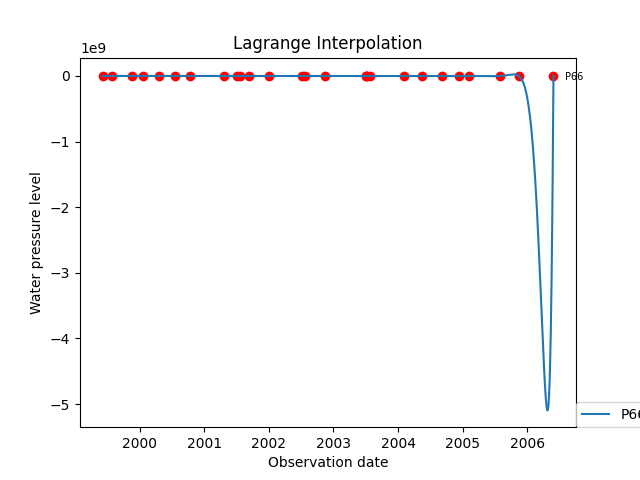 Lagrange Interpolation
1e9
0
−1
−2
−3
−4
−5
Water pressure level
P66
P66
2000 2001 2002 2003 2004 2005 2006
Observation date